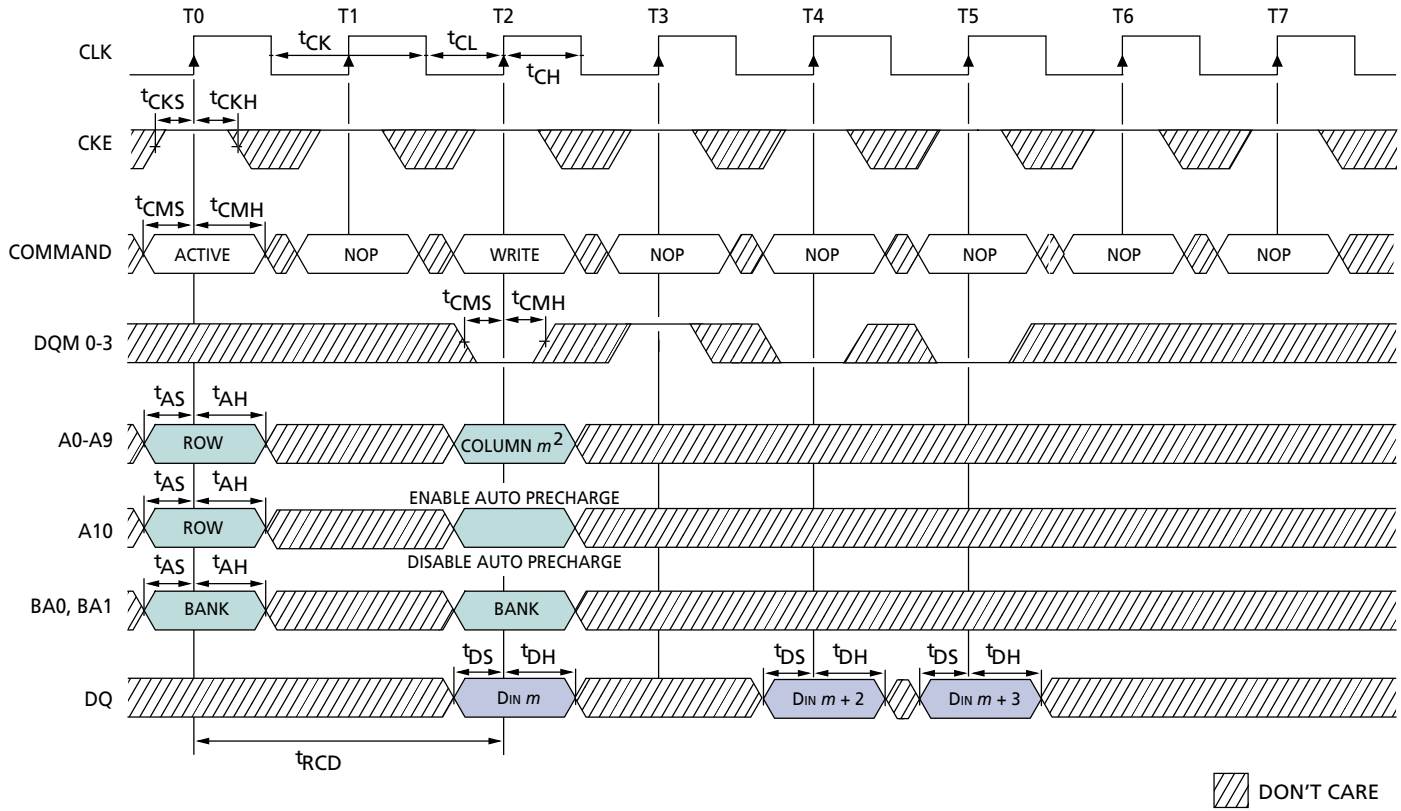 T0 T1 T2 T3 T4 T5 T6 T7
CLK
tCK tCL
tCH
tCKS tCKH
CKE
tCMS tCMH
COMMAND ACTIVE NOP WRITE NOP NOP NOP NOP NOP
tCMS tCMH
DQM 0-3
tAS tAH
A0-A9 ROW COLUMN m2
tAS tAH ENABLE AUTO PRECHARGE
A10 ROW
DISABLE AUTO PRECHARGE
tAS tAH
BA0, BA1 BANK BANK
tDS tDH tDS tDH tDS tDH
DQ DIN m DIN m + 2 DIN m + 3
tRCD
DON'T CARE